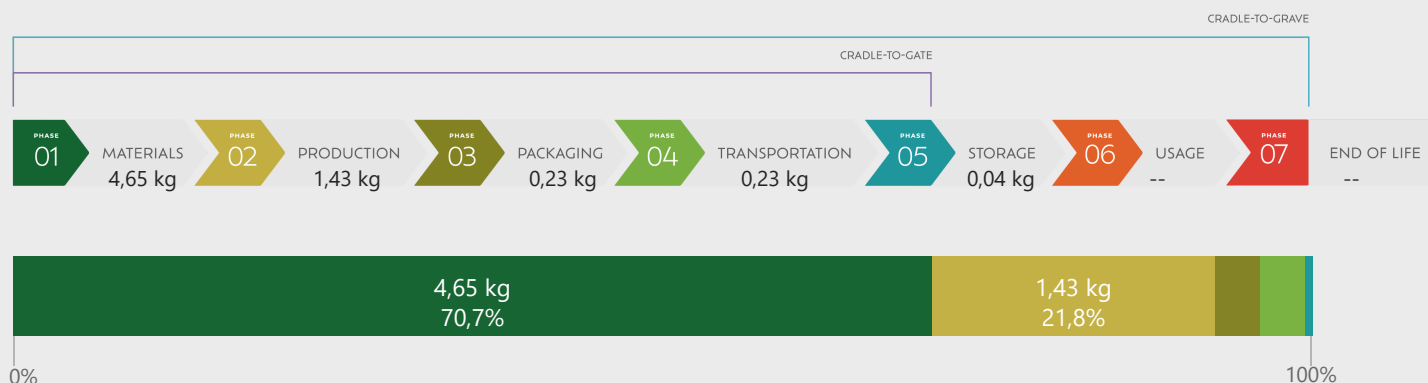 CRADLE-TO-GRAVE
CRADLE-TO-GATE
PHASE
01
MATERIALS
4,65 kg
PHASE
02
PRODUCTION
1,43 kg
PHASE
03
PACKAGING
0,23 kg
PHASE
04
TRANSPORTATION
0,23 kg
PHASE
05
STORAGE
0,04 kg
PHASE
06
USAGE
--
PHASE
07
END OF LIFE
--
4,65 kg
70,7%
1,43 kg
21,8%
0%
100%